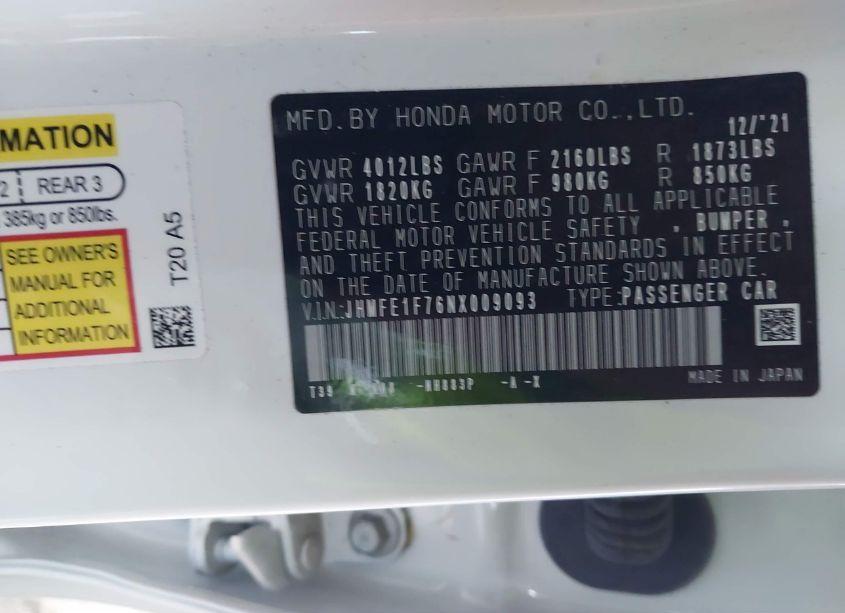 MATION
2 REAR 3
385kg or 850lbs.
SEE OWNER'S
MANUAL FOR
ADDITIONAL
INFORMATION
T20 A5
MFD.BY HONDA MOTOR CO.,LTD.
12/'21
GVWR 4012LBS GAWR F 2160LBS R 1873LBS
GVWR 1820KG GAWR F 980KG R 850KG
THIS VEHICLE CONFORMS TO ALL APPLICABLE
FEDERAL MOTOR VEHICLE SAFETY , BUMPER ,
AND THEFT PREVENTION STANDARDS IN EFFECT
ON THE DATE OF MANUFACTURE SHOWN ABOVE.
V.I.N.:JHMFE1F76NX009093 TYPE:PASSENGER CAR
T39 -NH883P -A -X
MADE IN JAPAN